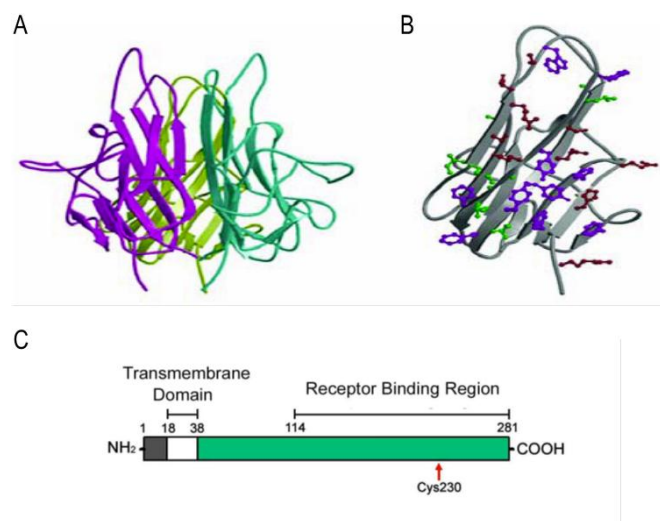 A
B
C
Transmembrane
Domain
Receptor Binding Region
1 18 38 114 281
NH2 COOH
Cys230